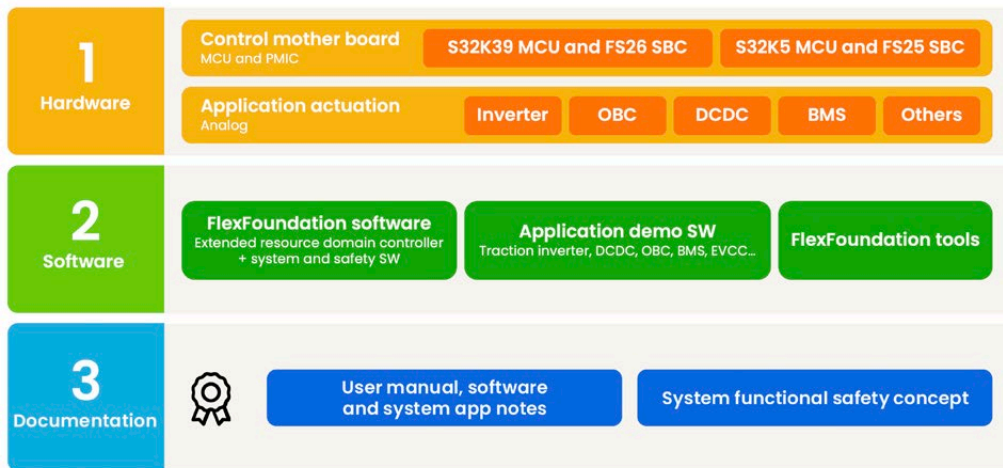 1
Hardware
Control mother board
MCU and PMIC
S32K39 MCU and FS26 SBC
S32K5 MCU and FS25 SBC
Application actuation
Analog
Inverter
OBC
DCDC
BMS
Others
2
Software
FlexFoundation software
Extended resource domain controller
+ system and safety SW
Application demo SW
Traction inverter, DCDC, OBC, BMS, EVCC...
FlexFoundation tools
3
Documentation
User manual, software
and system app notes
System functional safety concept